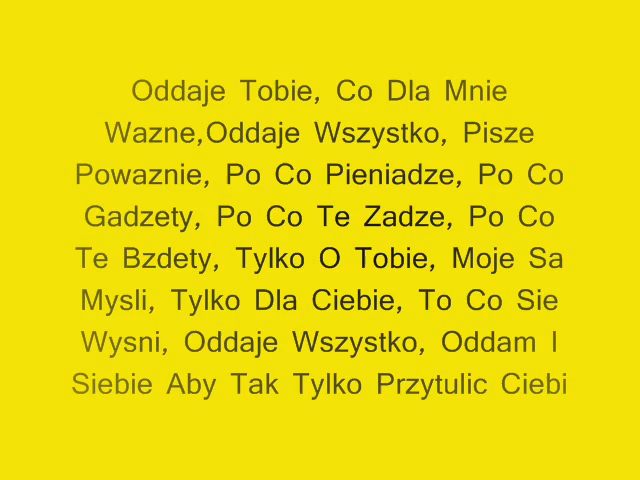 Oddaje Tobie, Co Dla Mnie
Wazne,Oddaje Wszystko, Pisze
Powaznie, Po Co Pieniadze, Po Co
Gadzety, Po Co Te Zadze, Po Co
Te Bzdety, Tylko O Tobie, Moje Sa
Mysli, Tylko Dla Ciebie, To Co Sie
Wysni, Oddaje Wszystko, Oddam I
Siebie Aby Tak Tylko Przytulic Ciebi